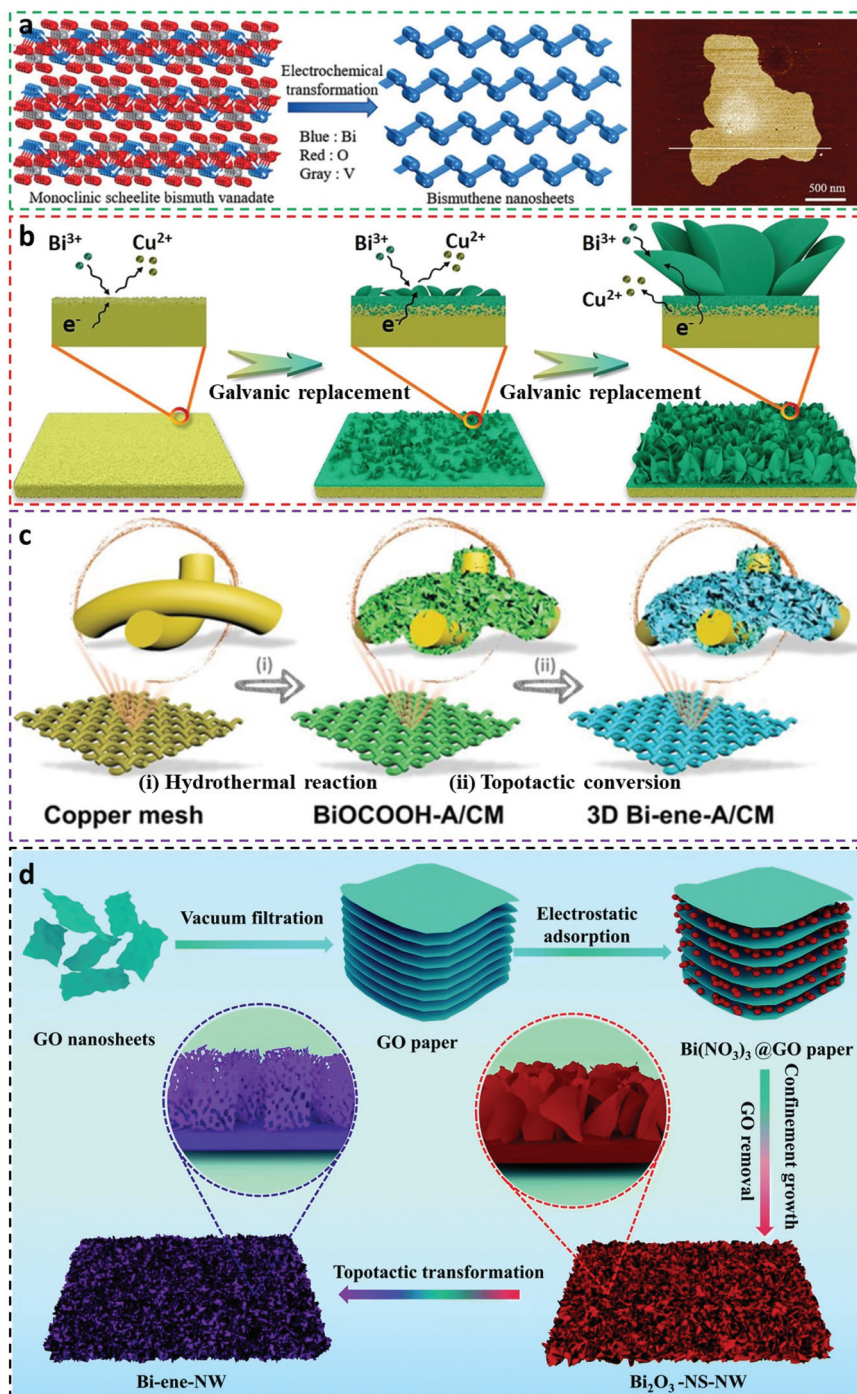 a
Electrochemical
transformation
Blue : Bi
Red : O
Gray : V
Monoclinic scheelite bismuth vanadate
Bismuthene nanosheets
500 nm
b
Bi³⁺
Cu²⁺
e⁻
Bi³⁺
Cu²⁺
e⁻
Bi³⁺
Cu²⁺
e⁻
Galvanic replacement
Galvanic replacement
c
(i)
(ii)
(i) Hydrothermal reaction
(ii) Topotactic conversion
Copper mesh
BiOCOOH-A/CM
3D Bi-ene-A/CM
d
Vacuum filtration
Electrostatic
adsorption
GO nanosheets
GO paper
Bi(NO₃)₃@GO paper
Confinement growth
GO removal
Topotactic transformation
Bi-ene-NW
Bi₂O₃-NS-NW